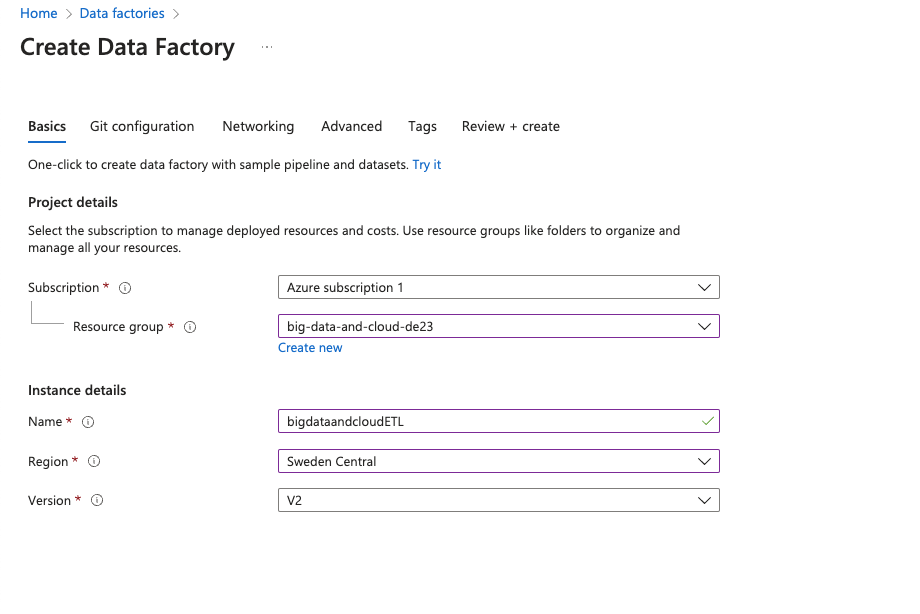 Home > Data factories >
Create Data Factory ...
Basics Git configuration Networking Advanced Tags Review + create
One-click to create data factory with sample pipeline and datasets. Try it
Project details
Select the subscription to manage deployed resources and costs. Use resource groups like folders to organize and
manage all your resources.
Subscription * Azure subscription 1
Resource group * big-data-and-cloud-de23
Create new
Instance details
Name * bigdataandcloudETL
Region * Sweden Central
Version * V2